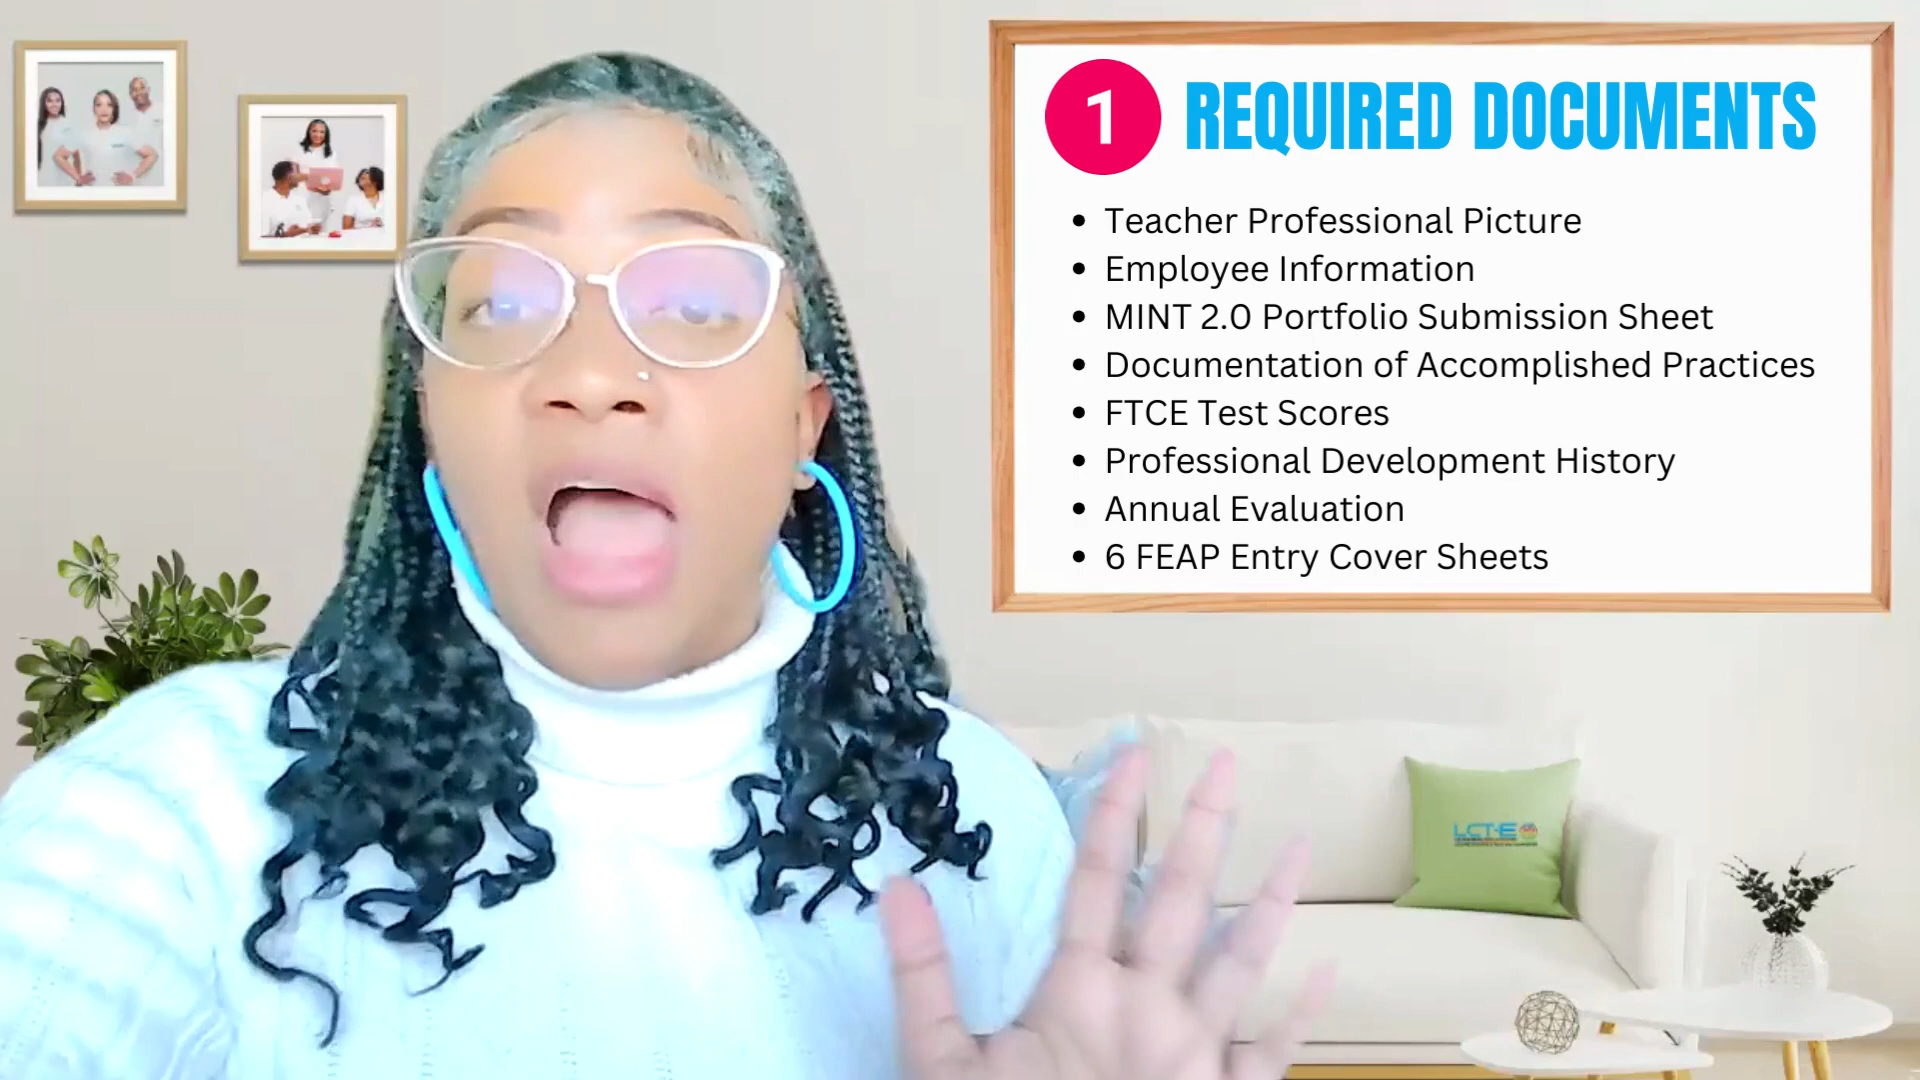 1 REQUIRED DOCUMENTS
• Teacher Professional Picture
• Employee Information
• MINT 2.0 Portfolio Submission Sheet
• Documentation of Accomplished Practices
• FTCE Test Scores
• Professional Development History
• Annual Evaluation
• 6 FEAP Entry Cover Sheets
LCT-E